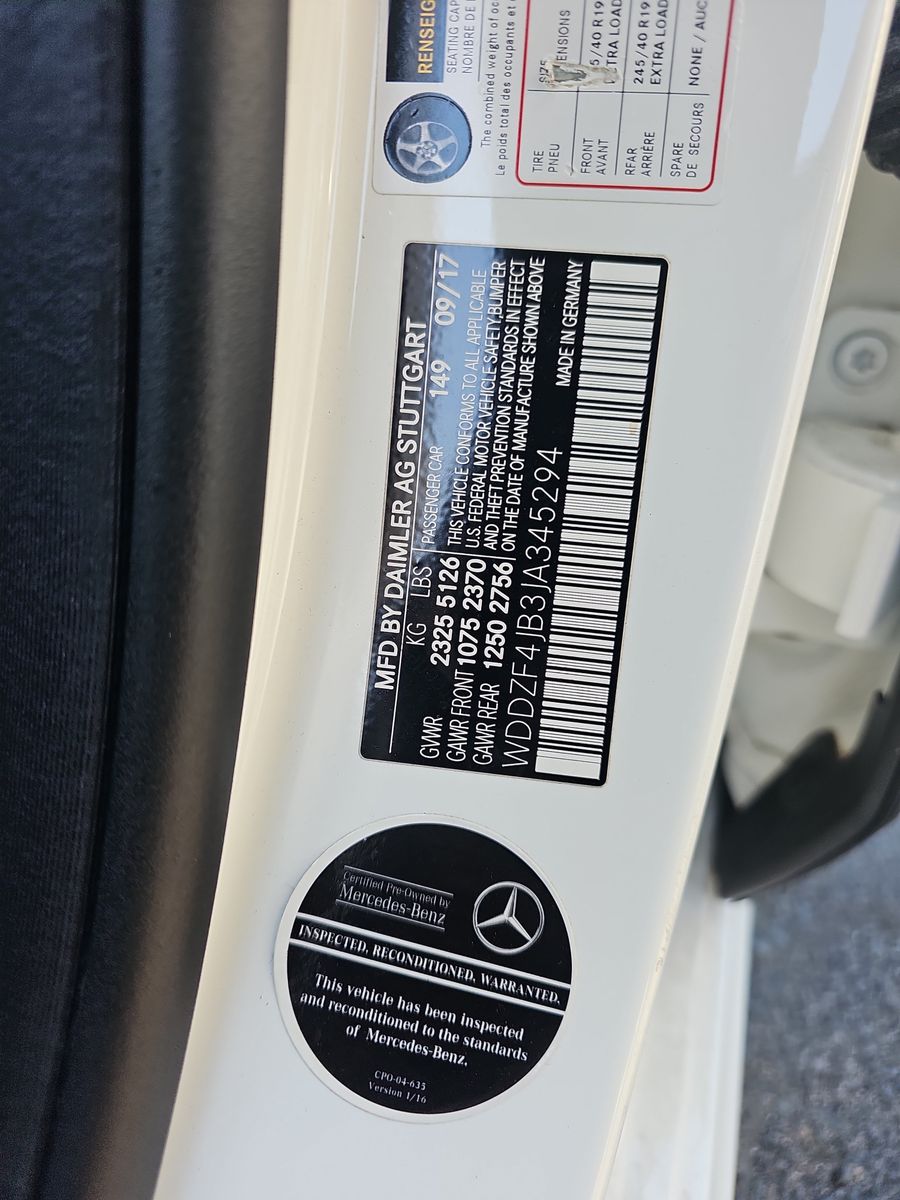 RENSEIG
SEATING CAP
NOMBRE DE
The combined weight of oc
Le poids total des occupants et
TIRE
PNEU
ENSIONS
FRONT
AVANT
5/40 R19
EXTRA LOAD
REAR
ARRIÈRE
245/40 R19
EXTRA LOAD
SPARE
DE SECOURS
NONE / AUC
MFD BY DAIMLER AG STUTTGART
KG LBS
PASSENGER CAR 149 09/17
GVWR 2325 5126
GAWR FRONT 1075 2370
GAWR REAR 1250 2756
THIS VEHICLE CONFORMS TO ALL APPLICABLE
U.S. FEDERAL MOTOR VEHICLE SAFETY, BUMPER
AND THEFT PREVENTION STANDARDS IN EFFECT
ON THE DATE OF MANUFACTURE SHOWN ABOVE
WDDZF4JB3JA345294
MADE IN GERMANY
Certified Pre-Owned by
Mercedes-Benz
INSPECTED, RECONDITIONED, WARRANTED.
This vehicle has been inspected
and reconditioned to the standards
of Mercedes-Benz.
CPO-04-635
Version 1/16